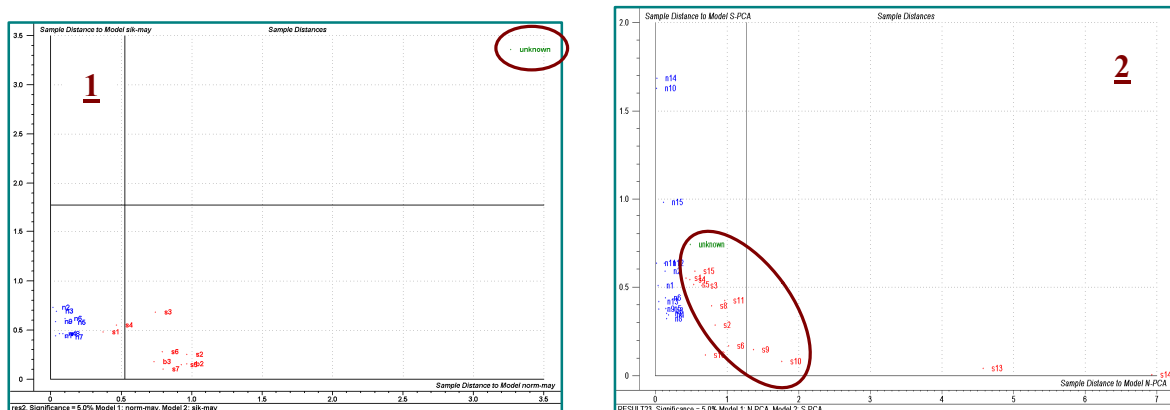 Sample Distance to Model sik-may
Sample Distances
1
unknown
3.5
3.0
2.5
2.0
1.5
1.0
0.5
0
n2
n3
s3
s4
s1
n7
s6
s2
b3
s7
Sample Distance to Model norm-may
0.0 0.5 1.0 1.5 2.0 2.5 3.0 3.5
res2, Significance = 5.0% Model 1: norm-may, Model 2: sik-may
Sample Distance to Model S-PCA
Sample Distances
2
2.0
1.5
1.0
0.5
0
n14
n10
n15
unknown
n2
s15
n1
s3
s11
s8
s2
s6
s9
s10
s13
s14
Sample Distance to Model N-PCA
0 1 2 3 4 5 6 7
RESULT23, Significance = 5.0% Model 1: N-PCA, Model 2: S-PCA